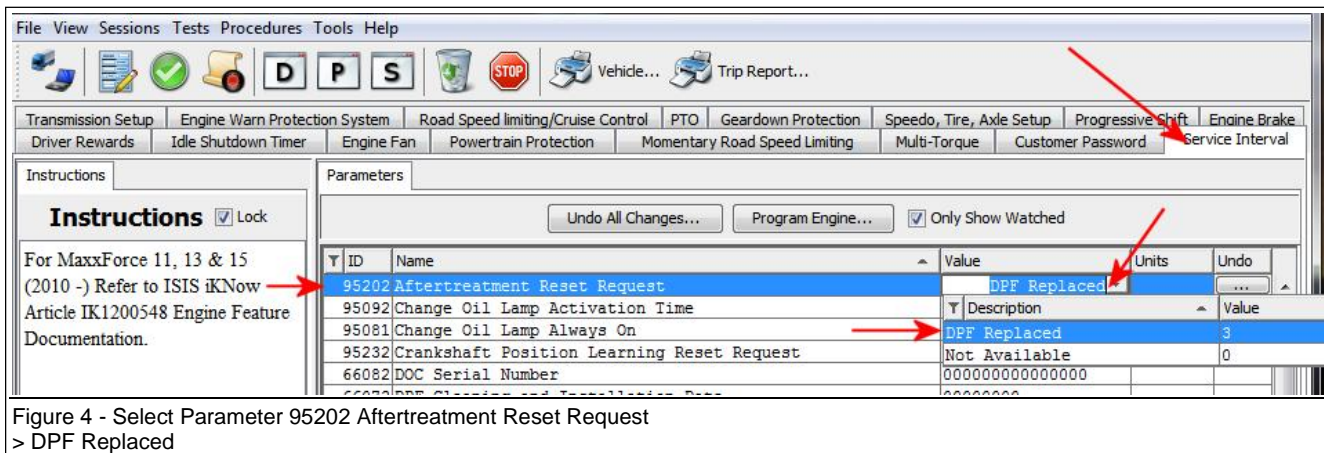 File View Sessions Tests Procedures Tools Help
D P S STOP Vehicle... Trip Report...
Transmission Setup Engine Warn Protection System Road Speed limiting/Cruise Control PTO Geardown Protection Speedo, Tire, Axle Setup Progressive Shift Engine Brake
Driver Rewards Idle Shutdown Timer Engine Fan Powertrain Protection Momentary Road Speed Limiting Multi-Torque Customer Password Service Interval
Instructions Parameters
Instructions Lock Undo All Changes... Program Engine... Only Show Watched
For MaxxForce 11, 13 & 15
(2010 -) Refer to ISIS iKNow
Article IK1200548 Engine Feature
Documentation.
ID Name Value Units Undo
95202 Aftertreatment Reset Request DPF Replaced ...
95092 Change Oil Lamp Activation Time Description Value
95081 Change Oil Lamp Always On DPF Replaced 3
95232 Crankshaft Position Learning Reset Request Not Available 0
66082 DOC Serial Number 000000000000000
Figure 4 - Select Parameter 95202 Aftertreatment Reset Request
> DPF Replaced